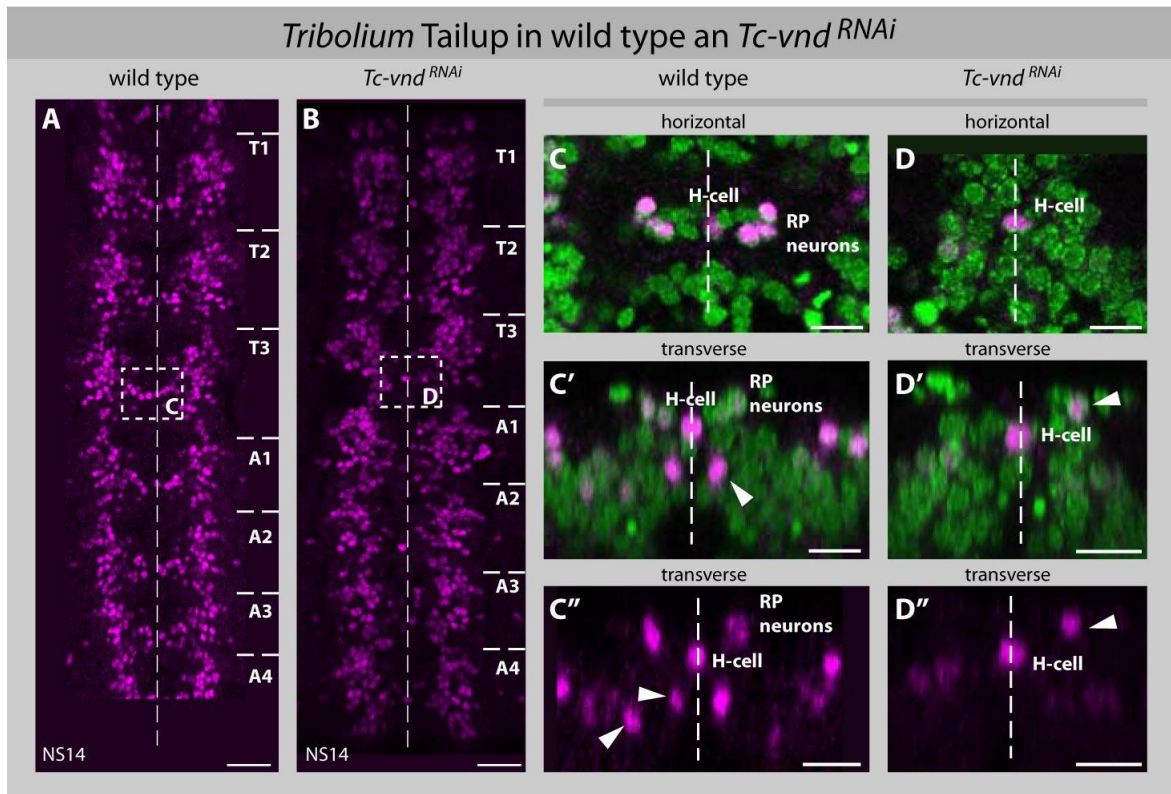 Tribolium Tailup in wild type an Tc-vnd RNAi
wild type
Tc-vnd RNAi
wild type
Tc-vnd RNAi
A
T1
T2
T3
C
A1
A2
A3
A4
NS14
B
T1
T2
T3
D
A1
A2
A3
A4
NS14
horizontal
C
H-cell
RP
neurons
horizontal
D
H-cell
transverse
C'
H-cell
RP
neurons
transverse
D'
H-cell
transverse
C"
RP
neurons
H-cell
transverse
D"
H-cell